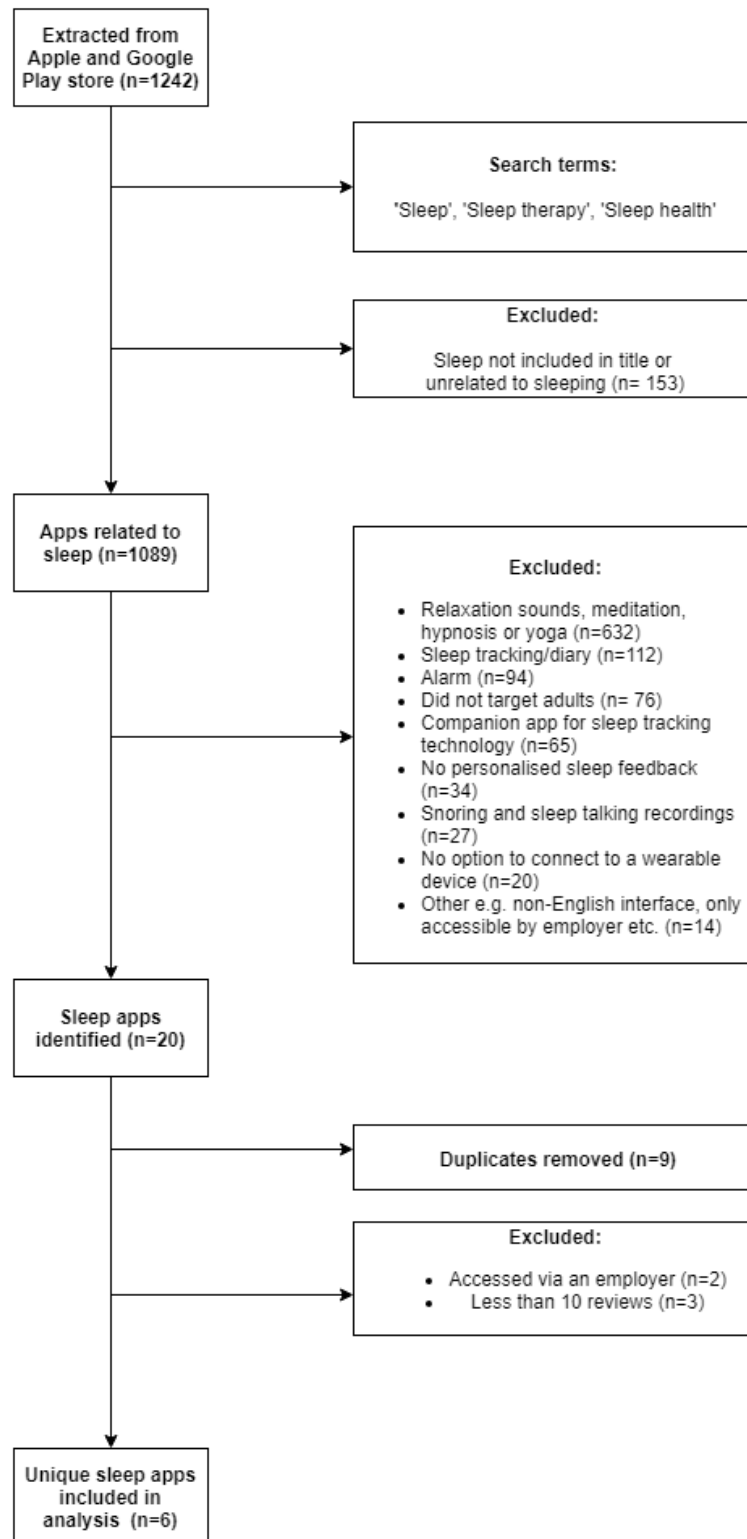 Extracted from
Apple and Google
Play store (n=1242)
Search terms:
'Sleep', 'Sleep therapy', 'Sleep health'
Excluded:
Sleep not included in title or
unrelated to sleeping (n= 153)
Apps related to
sleep (n=1089)
Excluded:
• Relaxation sounds, meditation,
hypnosis or yoga (n=632)
• Sleep tracking/diary (n=112)
• Alarm (n=94)
• Did not target adults (n= 76)
• Companion app for sleep tracking
technology (n=65)
• No personalised sleep feedback
(n=34)
• Snoring and sleep talking recordings
(n=27)
• No option to connect to a wearable
device (n=20)
• Other e.g. non-English interface, only
accessible by employer etc. (n=14)
Sleep apps
identified (n=20)
Duplicates removed (n=9)
Excluded:
• Accessed via an employer (n=2)
• Less than 10 reviews (n=3)
Unique sleep apps
included in
analysis (n=6)